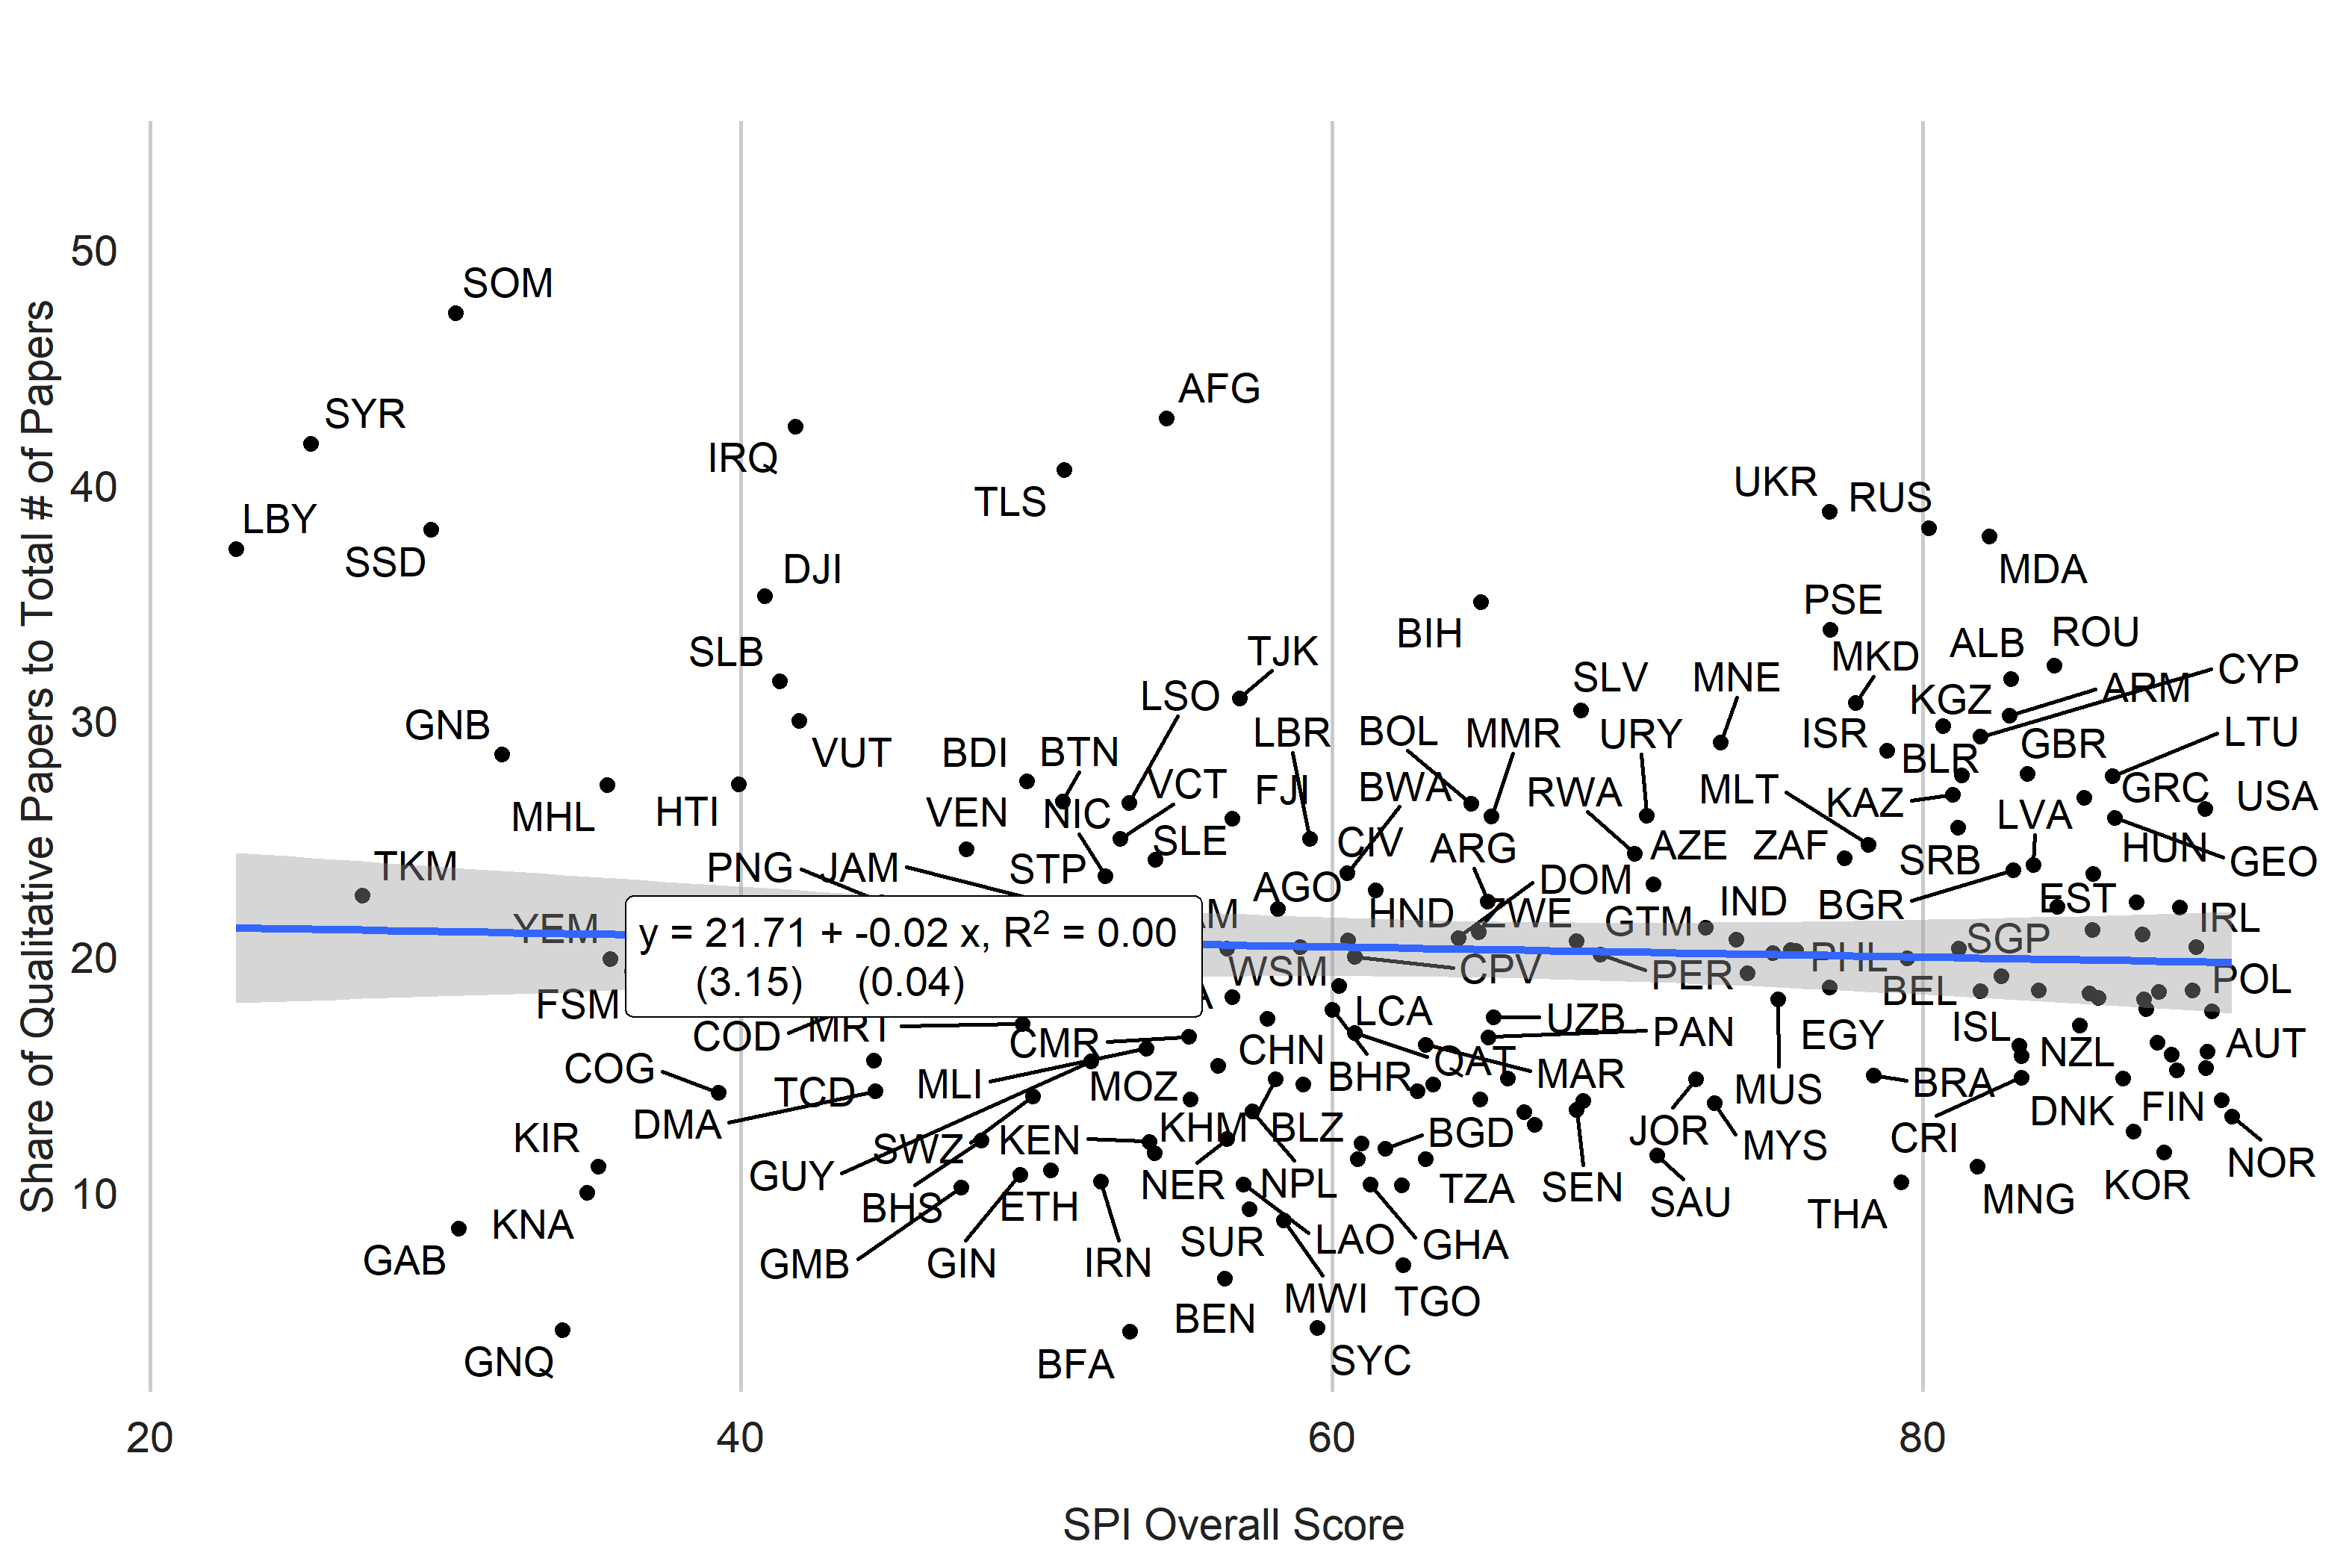 50
SOM
AFG
SYR
IRQ
40
TLS
UKR
RUS
LBY
SSD
MDA
DJI
PSE
BIH
ROU
ALB
SLB
TJK
MKD
CYP
SLV
MNE
ARM
LSO
KGZ
30
GNB
LBR
BOL
MMR
URY
ISR
LTU
VUT
BDI
BTN
GBR
BLR
VCT
FJI
BWA
RWA
MLT
GRC
USA
MHL
HTI
VEN
NIC
KAZ
LVA
SLE
CIV
ARG
AZE
ZAF
HUN
TKM
PNG
JAM
STP
SRB
GEO
AGO
DOM
EST
IND
BGR
HND
ZWE
GTM
IRL
YEM
y = 21.71 + -0.02 x, R2 = 0.00
(3.15) (0.04)
SGP
20
WSM
CPV
PER
PHL
POL
BEL
FSM
LCA
UZB
COD
MRT
PAN
EGY
ISL
CMR
CHN
AUT
NZL
COG
QAT
MAR
BHR
MLI
MOZ
MUS
BRA
TCD
DMA
DNK
FIN
KIR
SWZ
KEN
KHM
BLZ
BGD
JOR
MYS
CRI
GUY
NER
NPL
TZA
SEN
NOR
10
KOR
BHS
ETH
SAU
MNG
THA
KNA
SUR
LAO
GHA
GAB
GMB
GIN
IRN
MWI
TGO
BEN
GNQ
BFA
SYC
20
40
60
80
SPI Overall Score
Share of Qualitative Papers to Total # of Papers